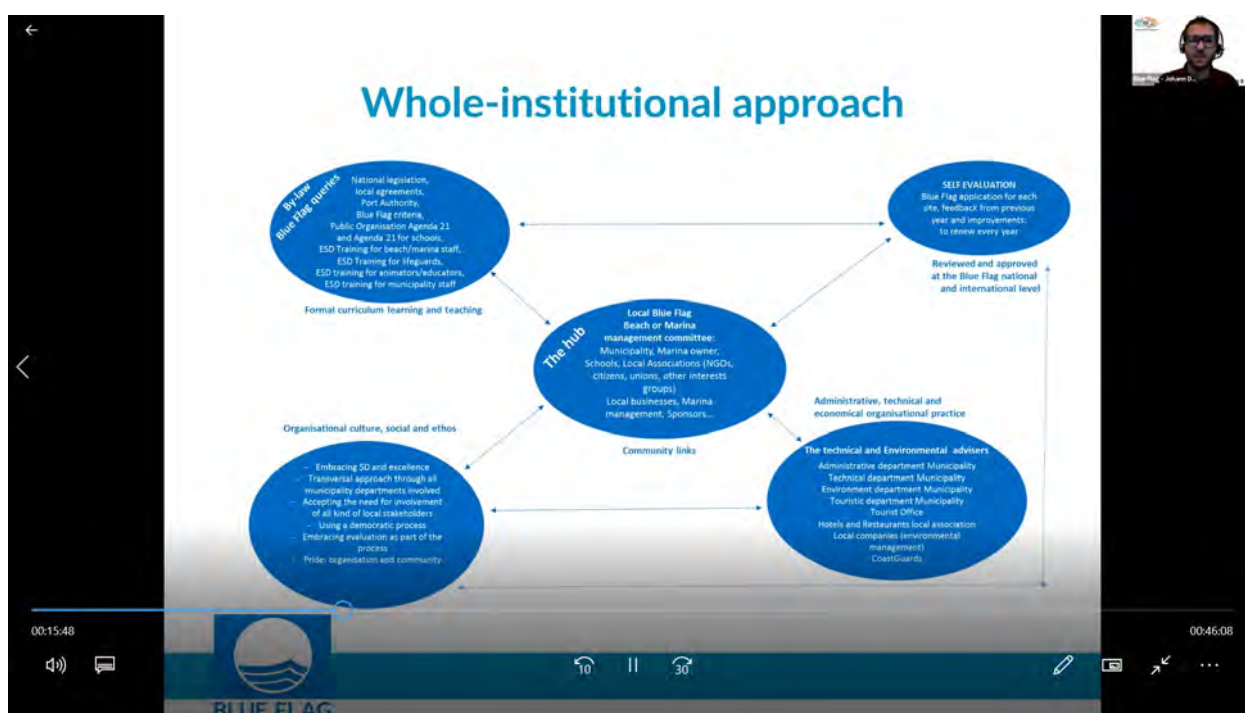 Blue Flag - Johann D...
Whole-institutional approach
By-law
Blue Flag queries
National legislation,
local agreements,
Port Authority,
Blue Flag criteria,
Public Organisation Agenda 21
and Agenda 21 for schools,
ESD Training for beach/marina staff,
ESD Training for lifeguards,
ESD training for animators/educators,
ESD training for municipality staff
Formal curriculum learning and teaching
SELF EVALUATION
Blue Flag application for each
site, feedback from previous
year and improvements:
to renew every year
Reviewed and approved
at the Blue Flag national
and international level
The hub
Local Blue Flag
Beach or Marina
management committee:
Municipality, Marina owner,
Schools, Local Associations (NGOs,
citizens, unions, other interests
groups)
Local businesses, Marina
management, Sponsors...
Community links
Organisational culture, social and ethos
– Embracing SD and excellence
– Transversal approach through all
municipality departments involved
– Accepting the need for involvement
of all kind of local stakeholders
– Using a democratic process
– Embracing evaluation as part of the
process
– Pride: organisation and community
Administrative, technical and
economical organisational practice
The technical and Environmental advisers
Administrative department Municipality
Technical department Municipality
Environment department Municipality
Touristic department Municipality
Tourist Office
Hotels and Restaurants local association
Local companies (environmental
management)
CoastGuards
00:15:48
00:46:08
10
30
BLUE FLAG